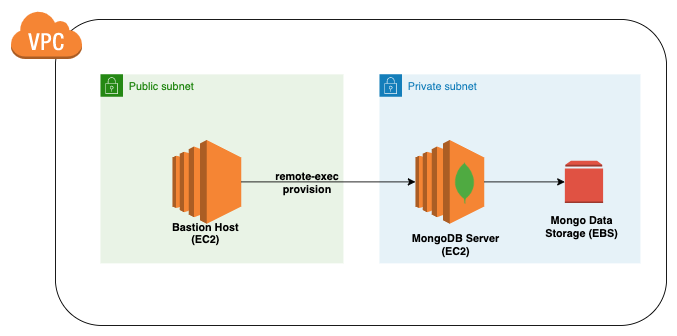 VPC
Public subnet
Private subnet
remote-exec
provision
Bastion Host
(EC2)
MongoDB Server
(EC2)
Mongo Data
Storage (EBS)